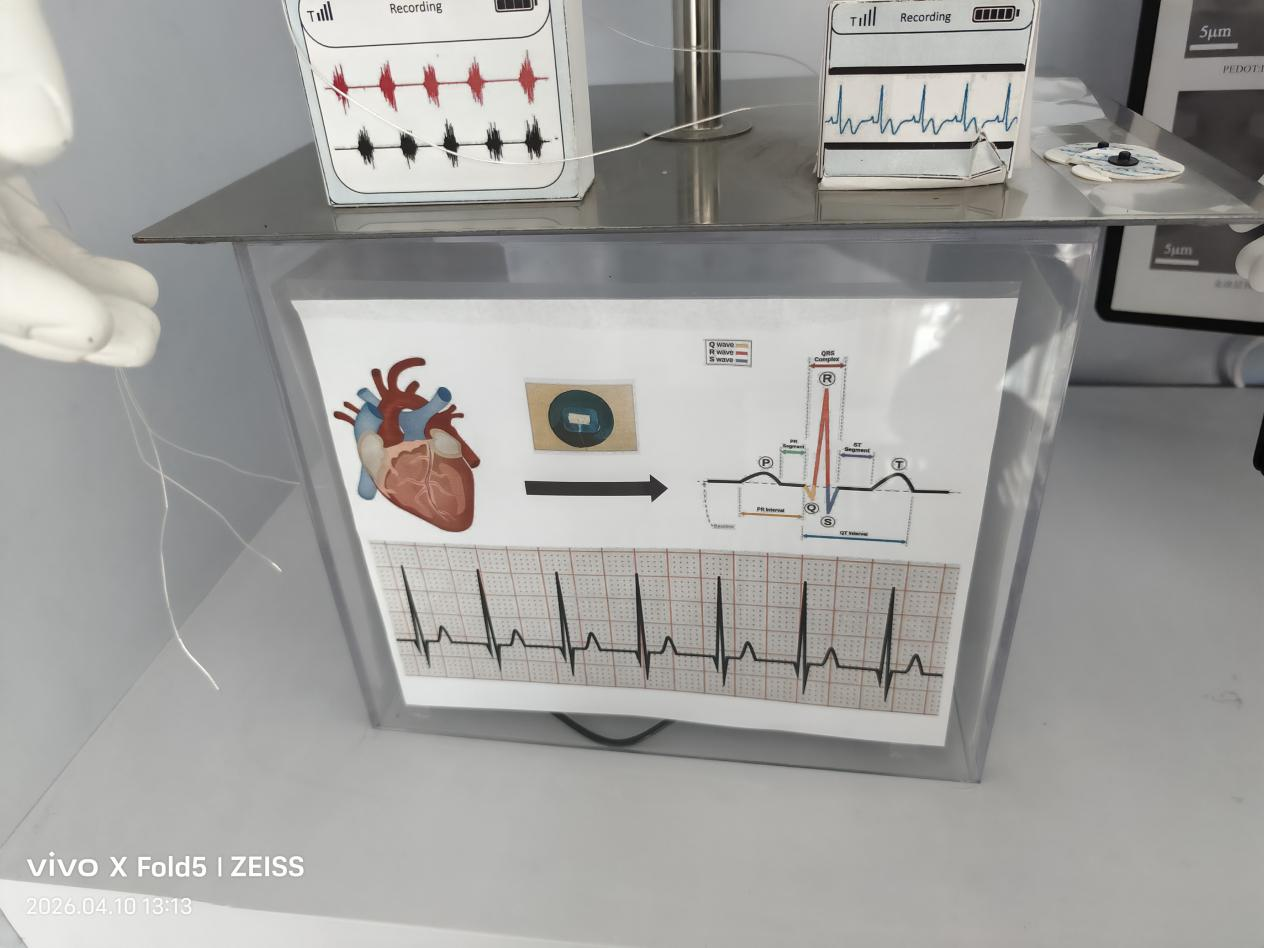 T Recording
T Recording
5μm
PEDOT:
5μm
Q wave
R wave
S wave
QRS
Complex
R
PR
Segment
ST
Segment
P
T
Q
S
PR Interval
QT Interval
Baseline
vivo X Fold5 | ZEISS
2026.04.10 13:13